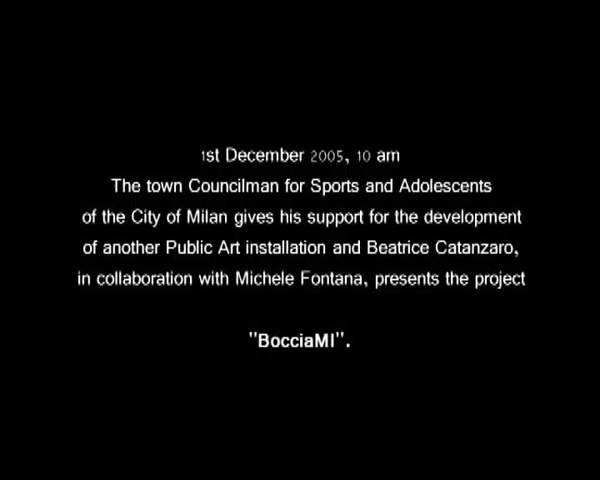 1st December 2005, 10 am
The town Councilman for Sports and Adolescents
of the City of Milan gives his support for the development
of another Public Art installation and Beatrice Catanzaro,
in collaboration with Michele Fontana, presents the project
"BocciaMI".